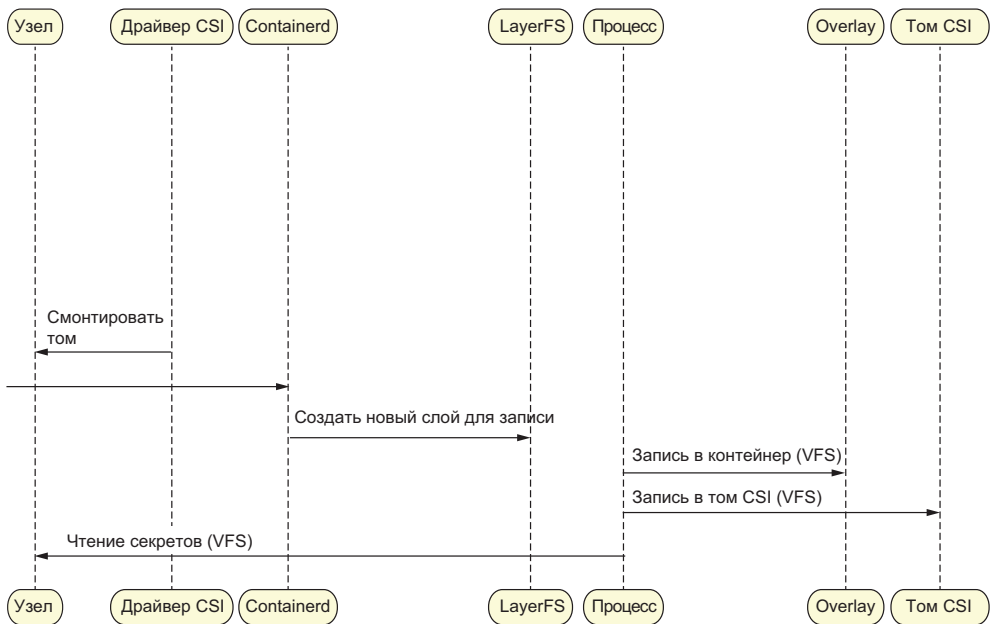 Узел
Драйвер CSI
Containerd
LayerFS
Процесс
Overlay
Том CSI
Смонтировать
том
Создать новый слой для записи
Запись в контейнер (VFS)
Запись в том CSI (VFS)
Чтение секретов (VFS)
Узел
Драйвер CSI
Containerd
LayerFS
Процесс
Overlay
Том CSI